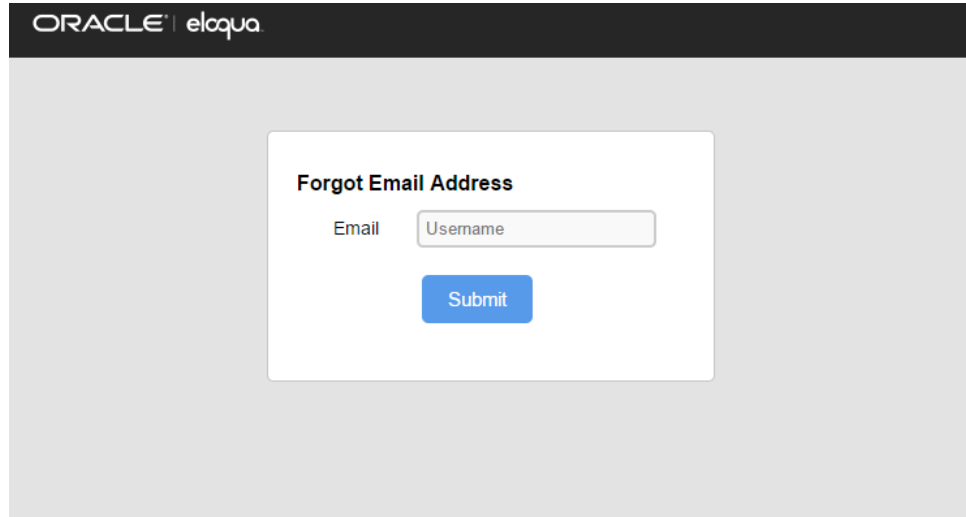 ORACLE | eloqua.
Forgot Email Address
Email Username
Submit